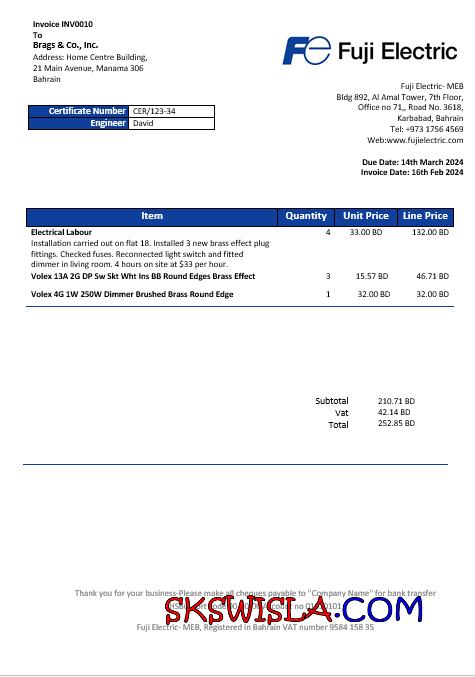 Invoice INV0010
To
Brags & Co., Inc.
Address: Home Centre Building,
21 Main Avenue, Manama 306
Bahrain
Fe Fuji Electric
Fuji Electric- MEB
Bldg 892, Al Amal Tower, 7th Floor,
Office no 71,, Road No. 3618,
Karbabad, Bahrain
Tel: +973 1756 4569
Web:www.fujielectric.com
Certificate Number CER/123-34
Engineer David
Due Date: 14th March 2024
Invoice Date: 16th Feb 2024
Item Quantity Unit Price Line Price
Electrical Labour 4 33.00 BD 132.00 BD
Installation carried out on flat 18. Installed 3 new brass effect plug
fittings. Checked fuses. Reconnected light switch and fitted
dimmer in living room. 4 hours on site at $33 per hour.
Volex 13A 2G DP Sw Skt Wht Ins BB Round Edges Brass Effect 3 15.57 BD 46.71 BD
Volex 4G 1W 250W Dimmer Brushed Brass Round Edge 1 32.00 BD 32.00 BD
Subtotal 210.71 BD
Vat 42.14 BD
Total 252.85 BD
Thank you for your business-Please make all cheques payable to "Company Name" for bank transfer
SKSWISLA.COM
Fuji Electric- MEB, Registered in Bahrain VAT number 9584 158 35